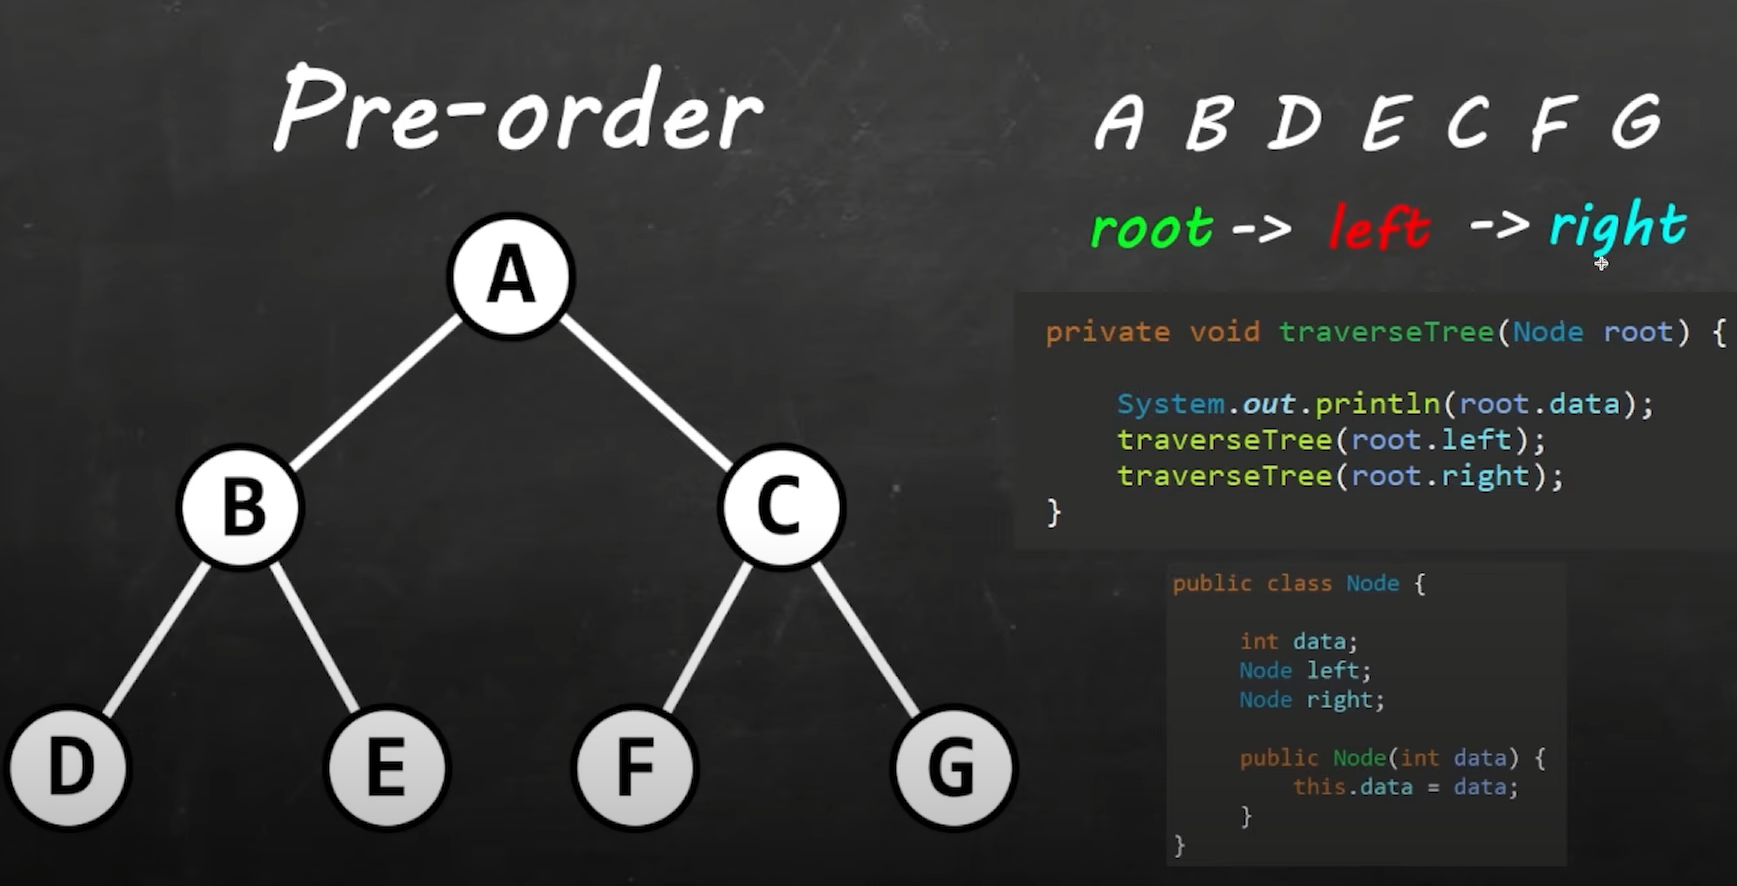 Pre-order
A B D E C F G
root -> left -> right
A
B
C
D
E
F
G
private void traverseTree(Node root) {
System.out.println(root.data);
traverseTree(root.left);
traverseTree(root.right);
}
public class Node {
int data;
Node left;
Node right;
public Node(int data) {
this.data = data;
}
}